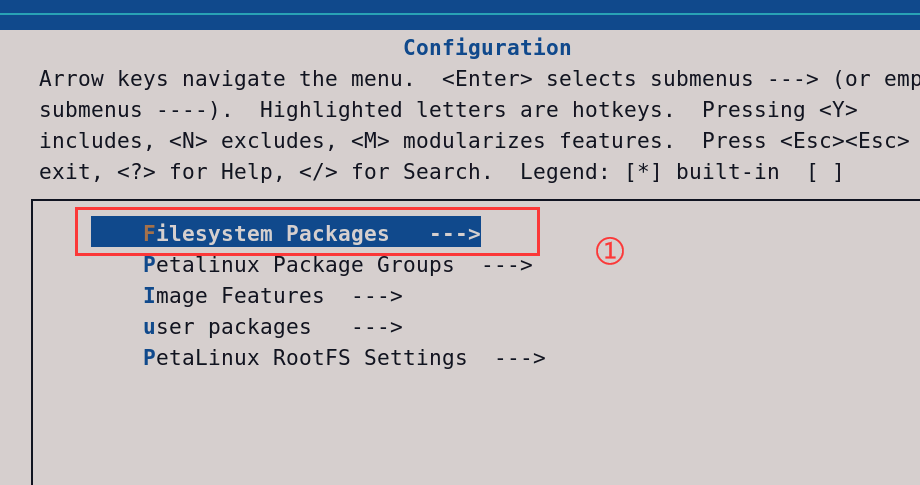 Configuration
Arrow keys navigate the menu.  <Enter> selects submenus ---> (or emp
submenus ----).  Highlighted letters are hotkeys.  Pressing <Y>
includes, <N> excludes, <M> modularizes features.  Press <Esc><Esc>
exit, <?> for Help, </> for Search.  Legend: [*] built-in  [ ]
Filesystem Packages   --->
①
Petalinux Package Groups  --->
Image Features  --->
user packages   --->
PetaLinux RootFS Settings  --->